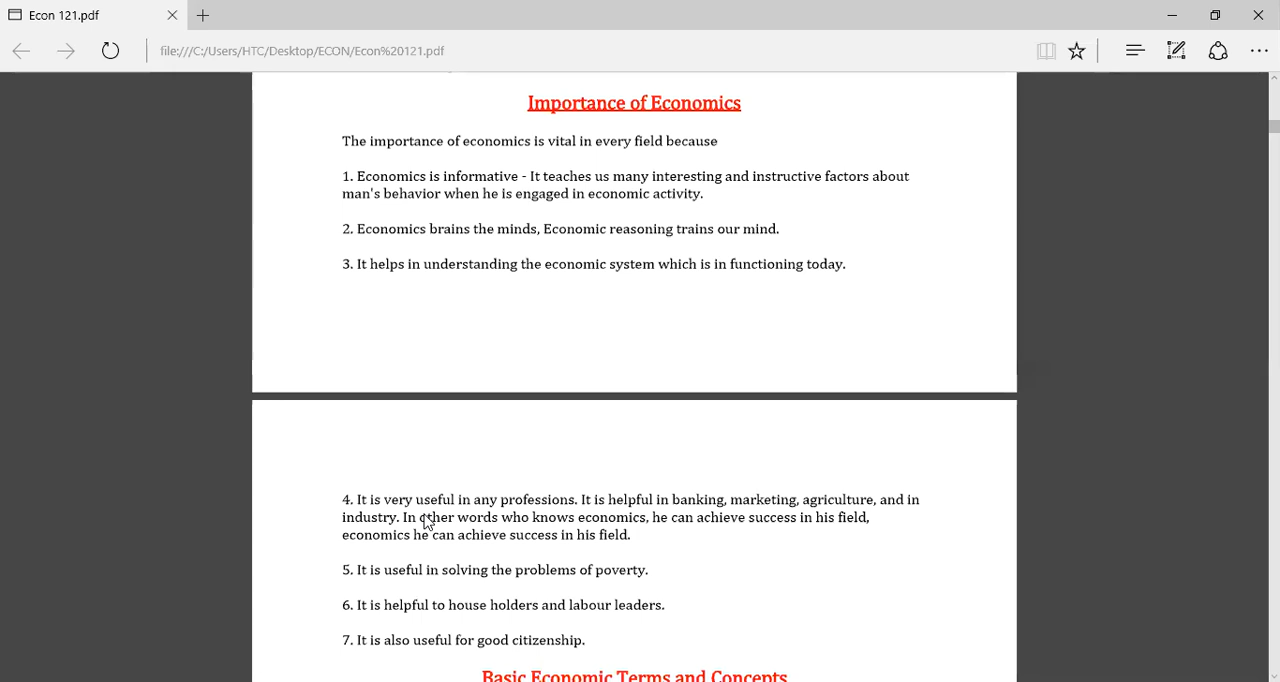 Econ 121.pdf
file:///C:/Users/HTC/Desktop/ECON/Econ%20121.pdf
Importance of Economics
The importance of economics is vital in every field because
1. Economics is informative - It teaches us many interesting and instructive factors about
man's behavior when he is engaged in economic activity.
2. Economics brains the minds, Economic reasoning trains our mind.
3. It helps in understanding the economic system which is in functioning today.
4. It is very useful in any professions. It is helpful in banking, marketing, agriculture, and in
industry. In other words who knows economics, he can achieve success in his field,
economics he can achieve success in his field.
5. It is useful in solving the problems of poverty.
6. It is helpful to house holders and labour leaders.
7. It is also useful for good citizenship.
Basic Economic Terms and Concepts